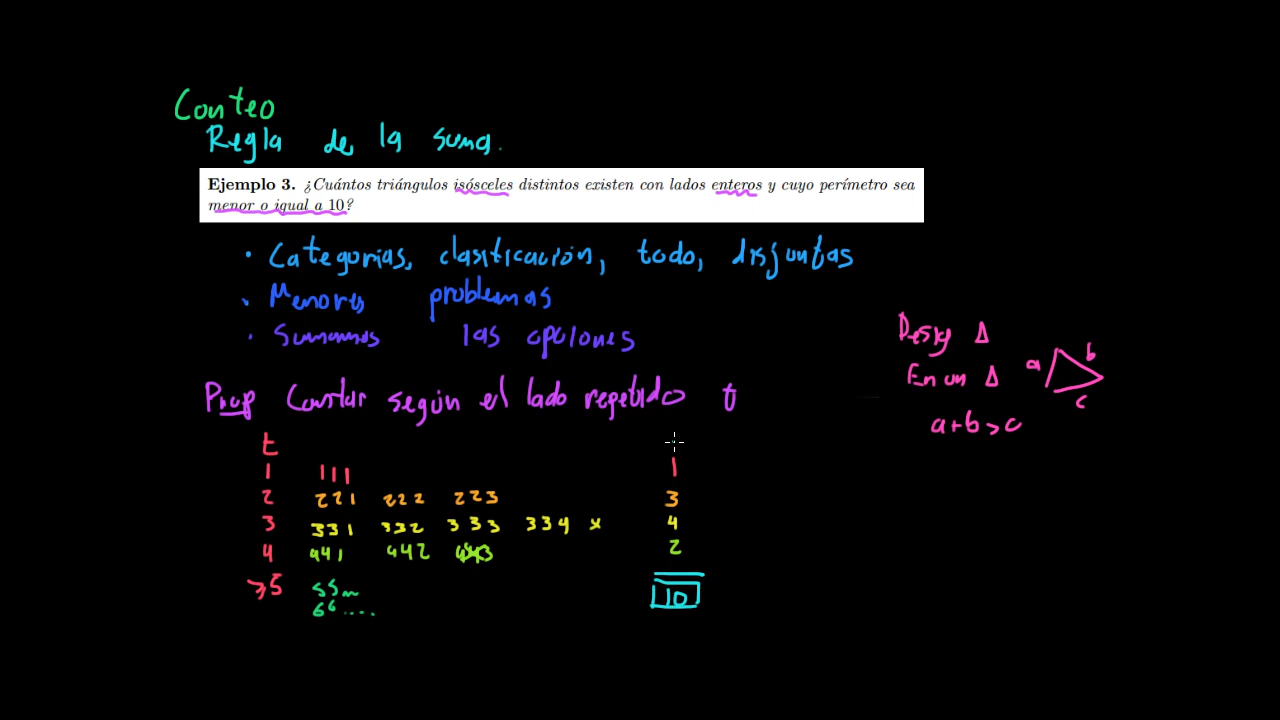 Conteo
Regla de la suma.
Ejemplo 3. ¿Cuántos triángulos isósceles distintos existen con lados enteros y cuyo perímetro sea
menor o igual a 10?
• Categorías, clasificación, todo, disjuntas
• Menores problemas
• Sumamos las opciones
Desig Δ
En un Δ a b c
a+b>c
Prop Contar según el lado repetido t
t
1 111 1
2 221 222 223 3
3 331 332 333 334 x 4
4 441 442 2
≥5 55
66....
10